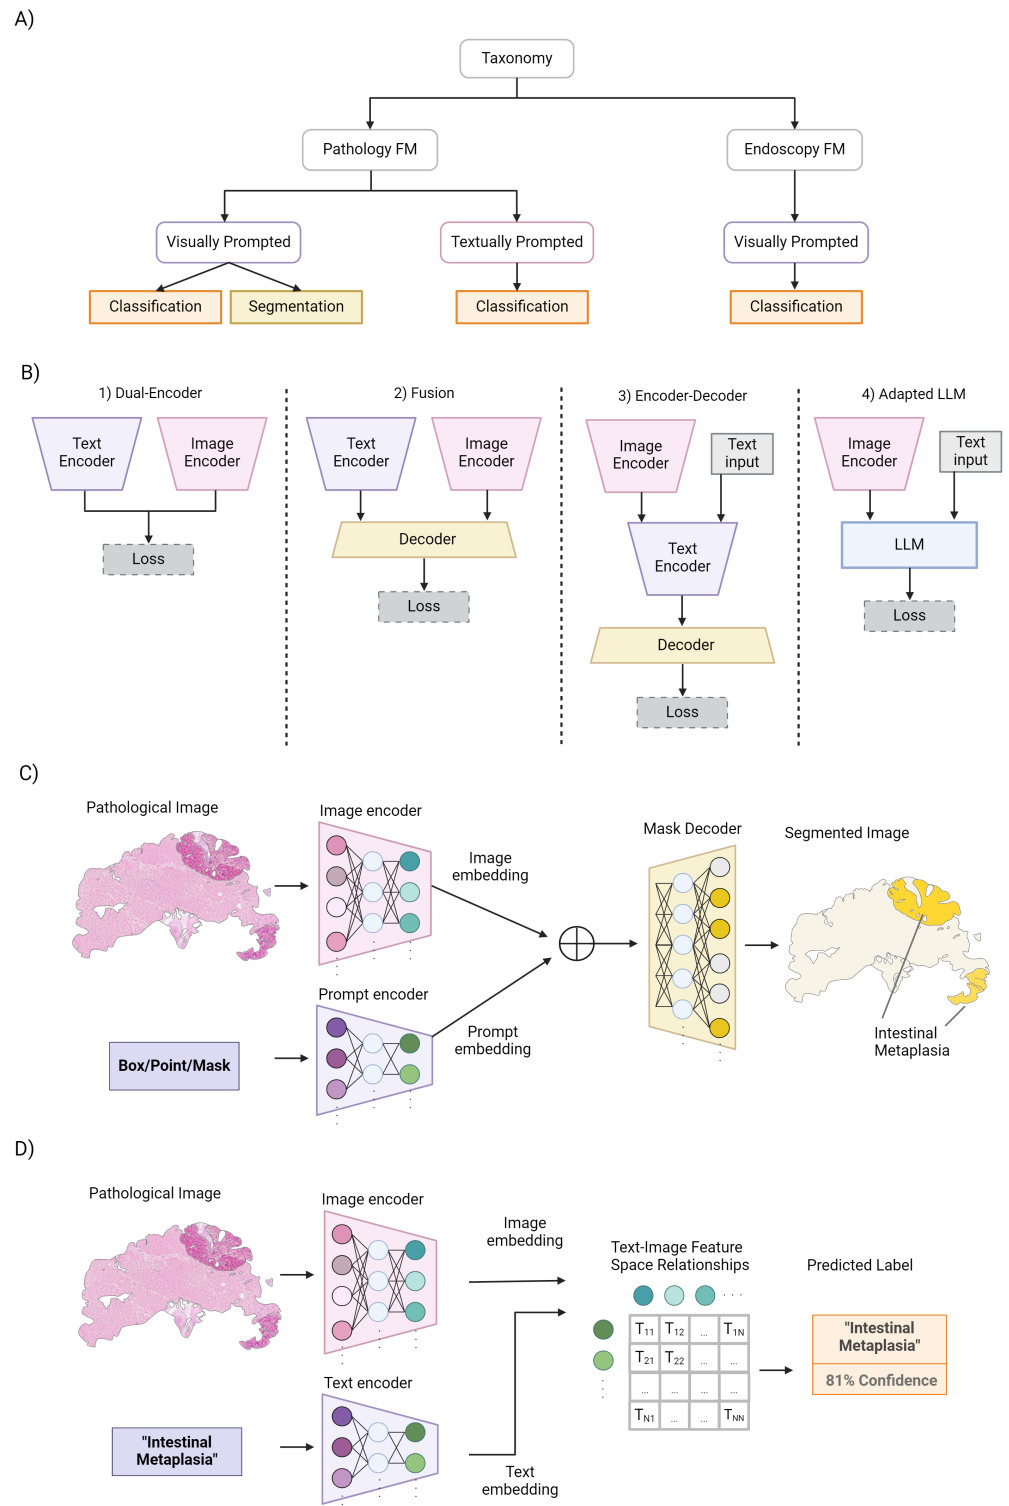 A)
Taxonomy
Pathology FM
Endoscopy FM
Visually Prompted
Textually Prompted
Visually Prompted
Classification
Segmentation
Classification
Classification
B)
1) Dual-Encoder
Text
Encoder
Image
Encoder
Loss
2) Fusion
Text
Encoder
Image
Encoder
Decoder
Loss
3) Encoder-Decoder
Image
Encoder
Text
input
Text
Encoder
Decoder
Loss
4) Adapted LLM
Image
Encoder
Text
input
LLM
Loss
C)
Pathological Image
Image encoder
Image
embedding
Prompt encoder
Box/Point/Mask
Prompt
embedding
Mask Decoder
Segmented Image
Intestinal
Metaplasia
D)
Pathological Image
Image encoder
Image
embedding
Text encoder
"Intestinal
Metaplasia"
Text
embedding
Text-Image Feature
Space Relationships
. . .
T11 T12 ... T1N
T21 T22 ... ...
... ... ... ...
TN1 ... ... TNN
Predicted Label
"Intestinal
Metaplasia"
81% Confidence